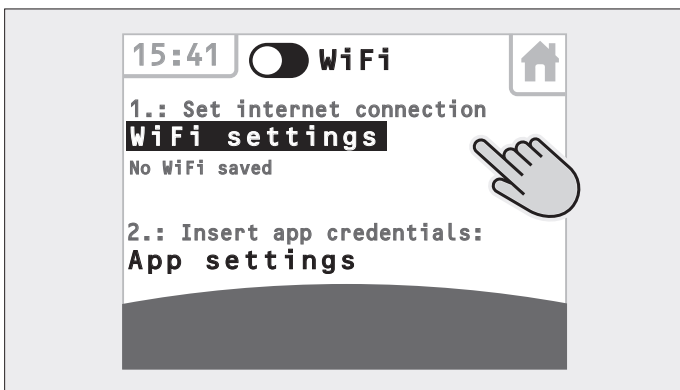 15:41 WiFi
1.: Set internet connection
WiFi settings
No WiFi saved
2.: Insert app credentials:
App settings